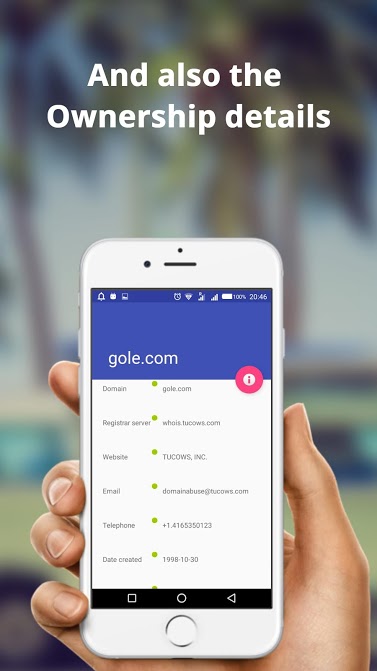 And also the
Ownership details
100% 20:46
gole.com
Domain gole.com
Registrar server whois.tucows.com
Website TUCOWS, INC.
Email domainabuse@tucows.com
Telephone +1.4165350123
Date created 1998-10-30